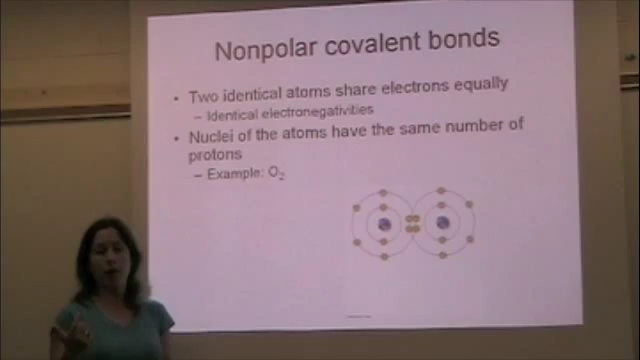 Nonpolar covalent bonds
• Two identical atoms share electrons equally
– Identical electronegativities
• Nuclei of the atoms have the same number of
protons
– Example: O₂